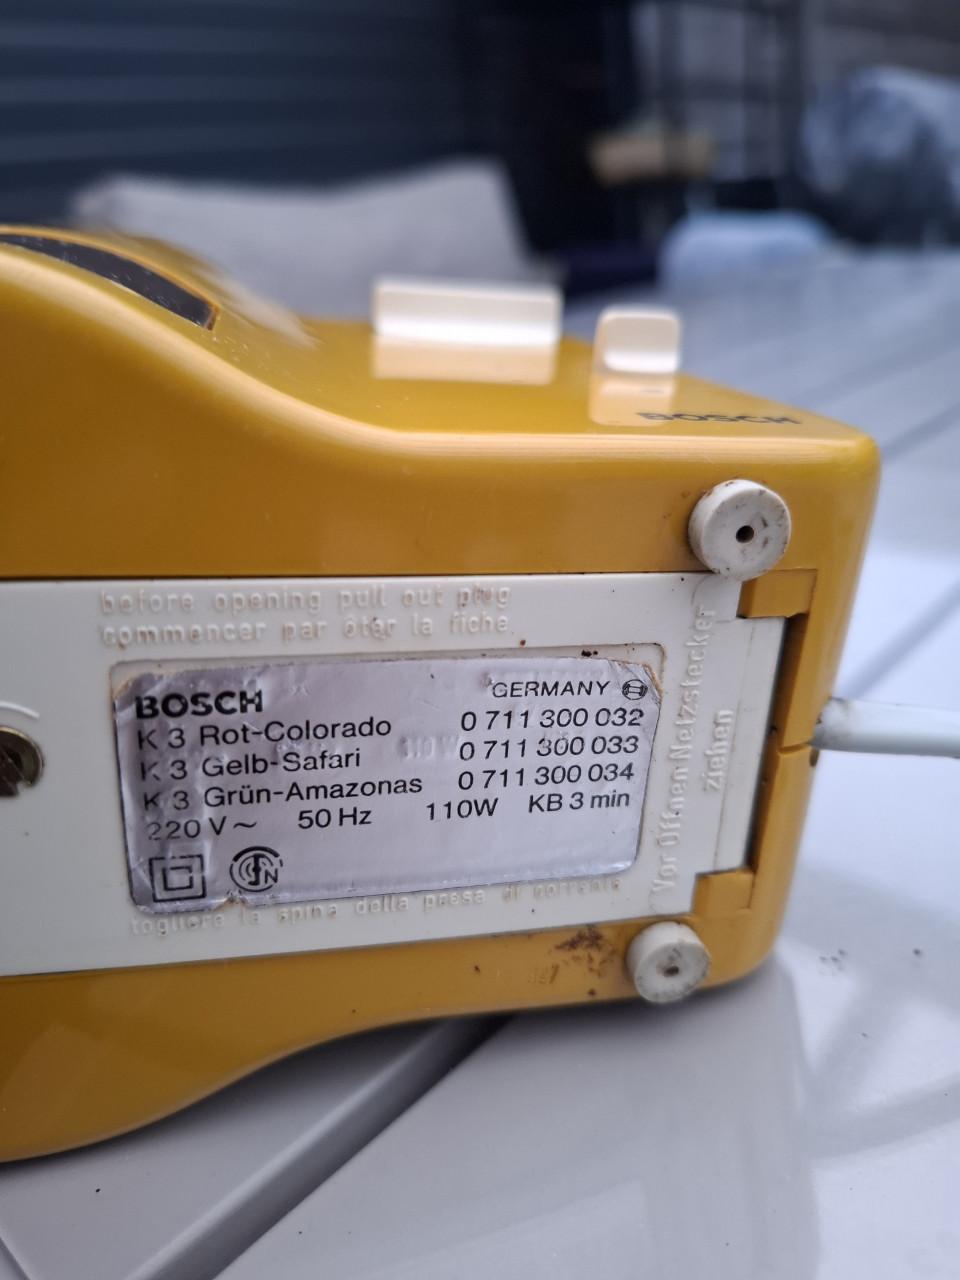 BOSCH
before opening pull out plug
commencer par ôter la fiche
BOSCH GERMANY
K 3 Rot-Colorado 0 711 300 032
K 3 Gelb-Safari 0 711 300 033
K 3 Grün-Amazonas 0 711 300 034
220 V ~ 50 Hz 110W KB 3 min
togliere la spina della presa di corrente
Vor Öffnen Netzstecker
ziehen